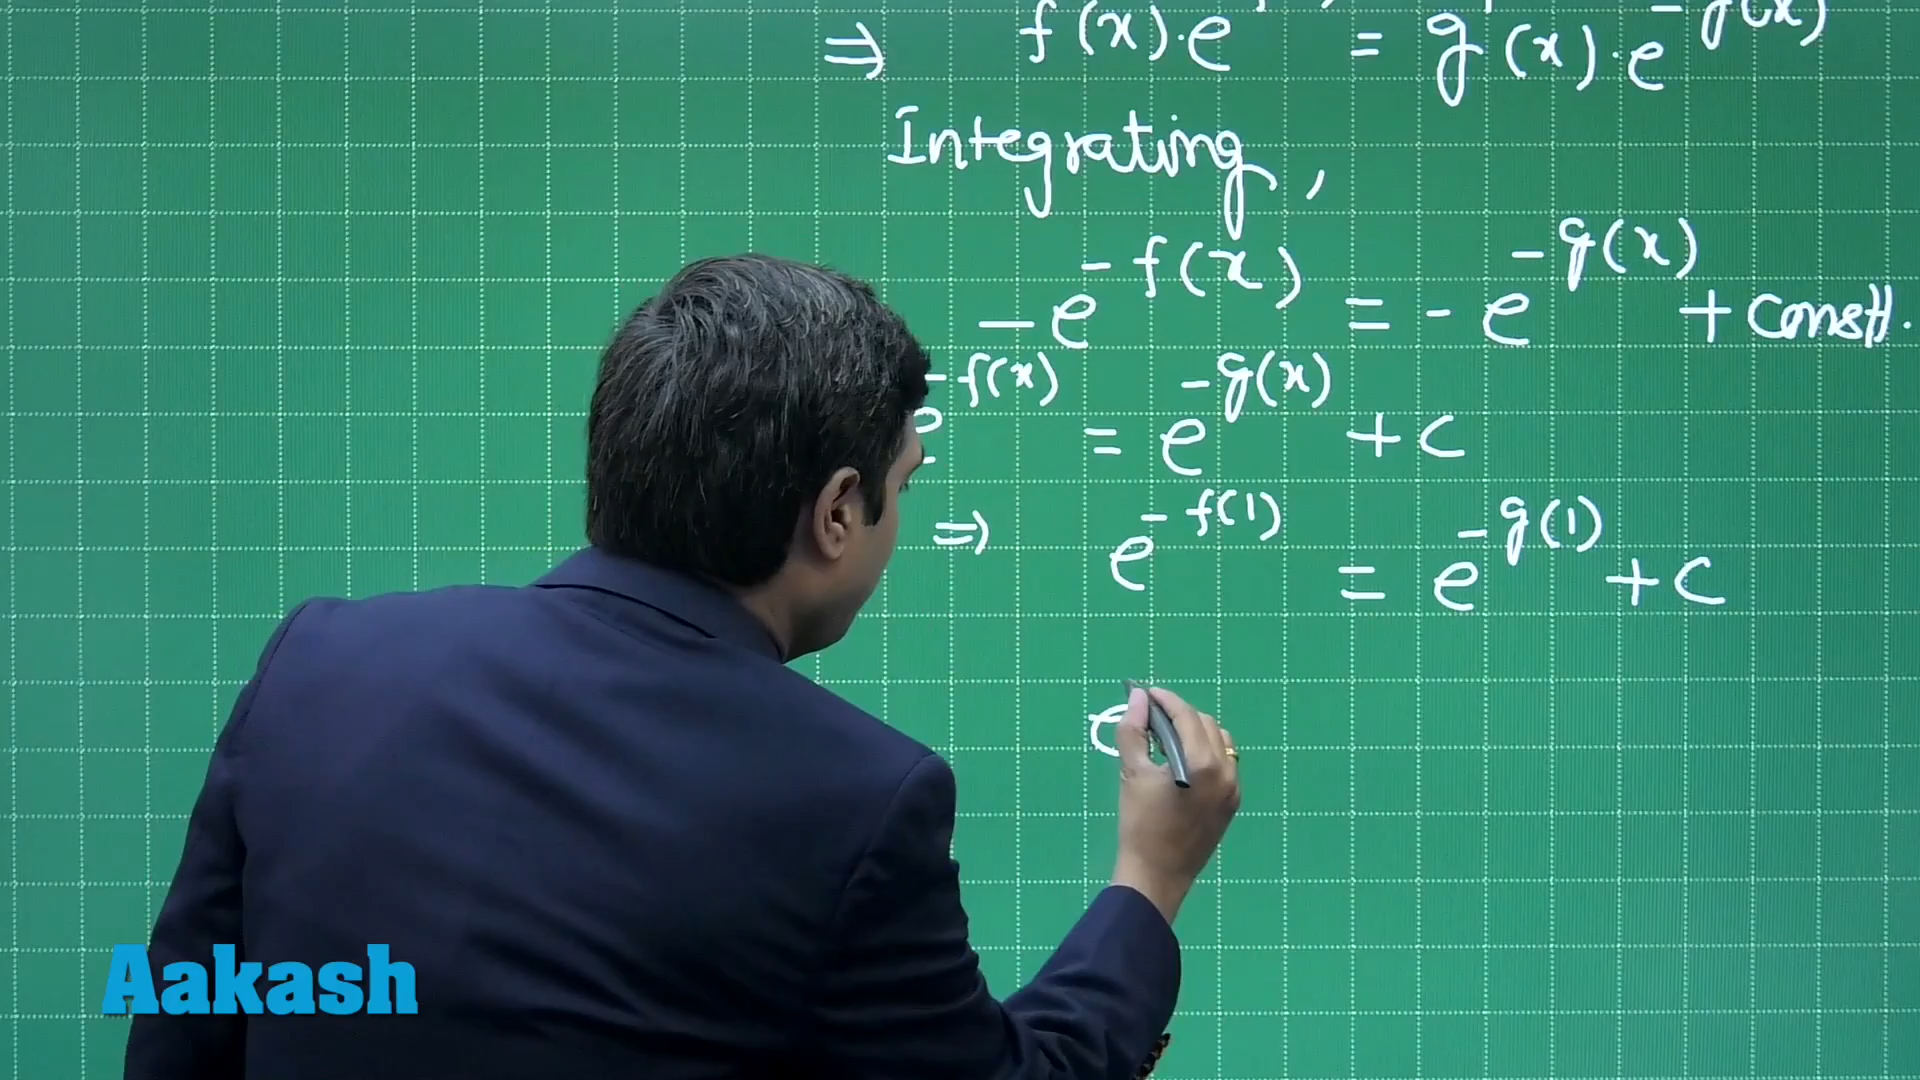 ⇒ f(x)·e = g'(x)·e^-g(x)
Integrating,
-e^-f(x) = -e^-g(x) + constt.
e^-f(x) = e^-g(x) + c
⇒ e^-f(1) = e^-g(1) + c
e
Aakash